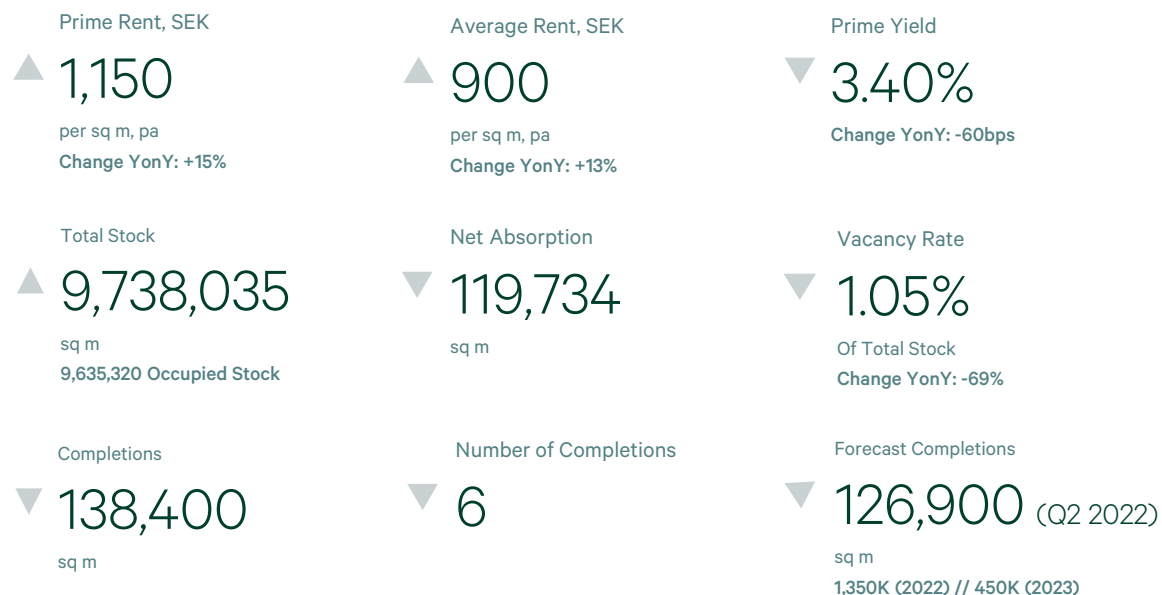 Prime Rent, SEK
1,150
per sq m, pa
Change YonY: +15%
Average Rent, SEK
900
per sq m, pa
Change YonY: +13%
Prime Yield
3.40%
Change YonY: -60bps
Total Stock
9,738,035
sq m
9,635,320 Occupied Stock
Net Absorption
119,734
sq m
Vacancy Rate
1.05%
Of Total Stock
Change YonY: -69%
Completions
138,400
sq m
Number of Completions
6
Forecast Completions
126,900 (Q2 2022)
sq m
1,350K (2022) // 450K (2023)